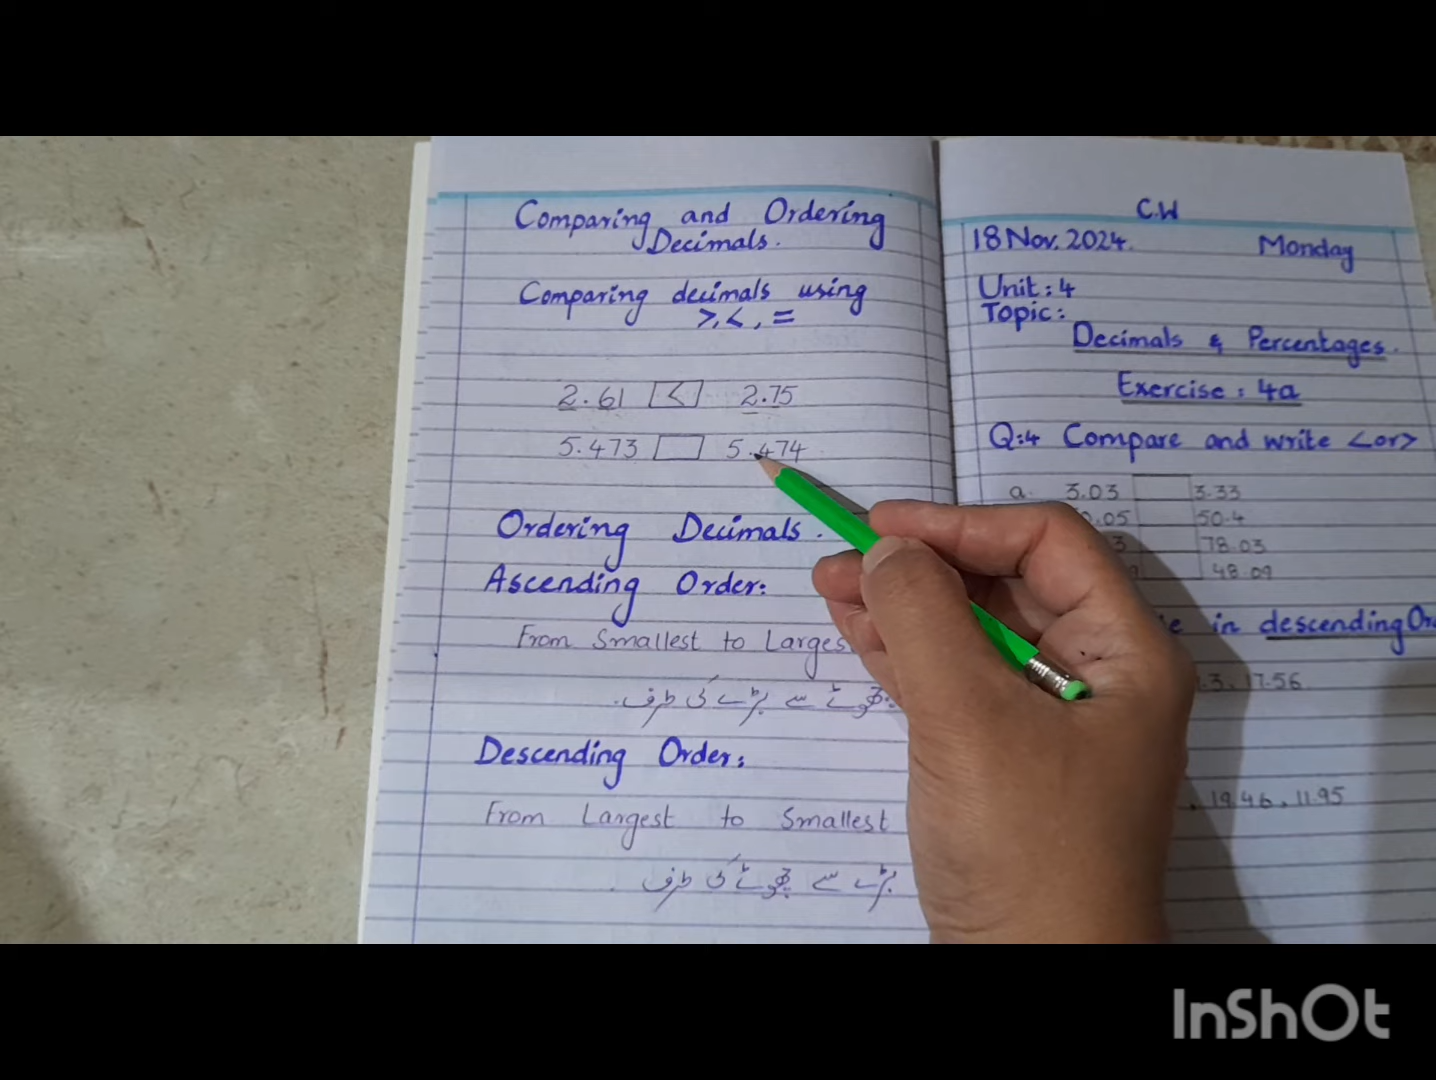 Comparing and Ordering
Decimals.
Comparing decimals using
>, <, =
2.61 < 2.75
5.473 5.474
Ordering Decimals.
Ascending Order:
From Smallest to
چھوٹے سے بڑے کی طرف.
Descending Order:
From Largest to Smallest
بڑے سے چھوٹے کی طرف.
C.W
18 Nov. 2024. Monday
Unit: 4
Topic:
Decimals & Percentages.
Exercise: 4a
Q:4 Compare and write <or>
a. 3.03 3.33
50.4
78.03
48.09
in descending
17.56
19.46, 11.95
InShOt